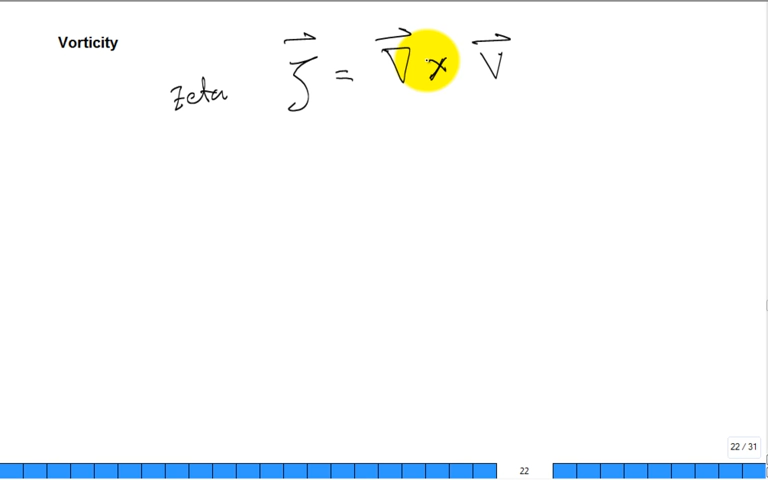 Vorticity
zeta ζ⃗ = ∇⃗ × V⃗
22 / 31
22